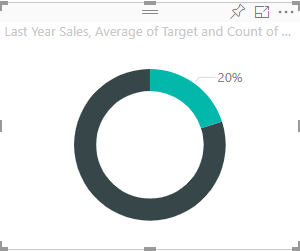 Last Year Sales, Average of Target and Count of ...
20%